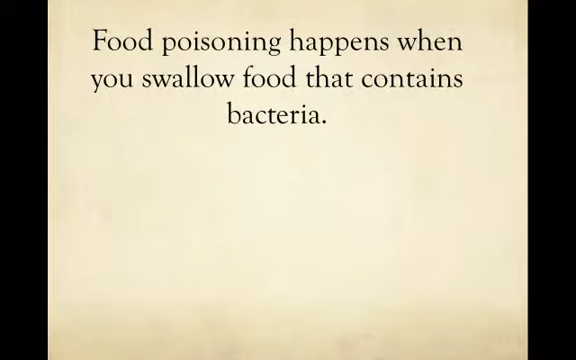 Food poisoning happens when
you swallow food that contains
bacteria.